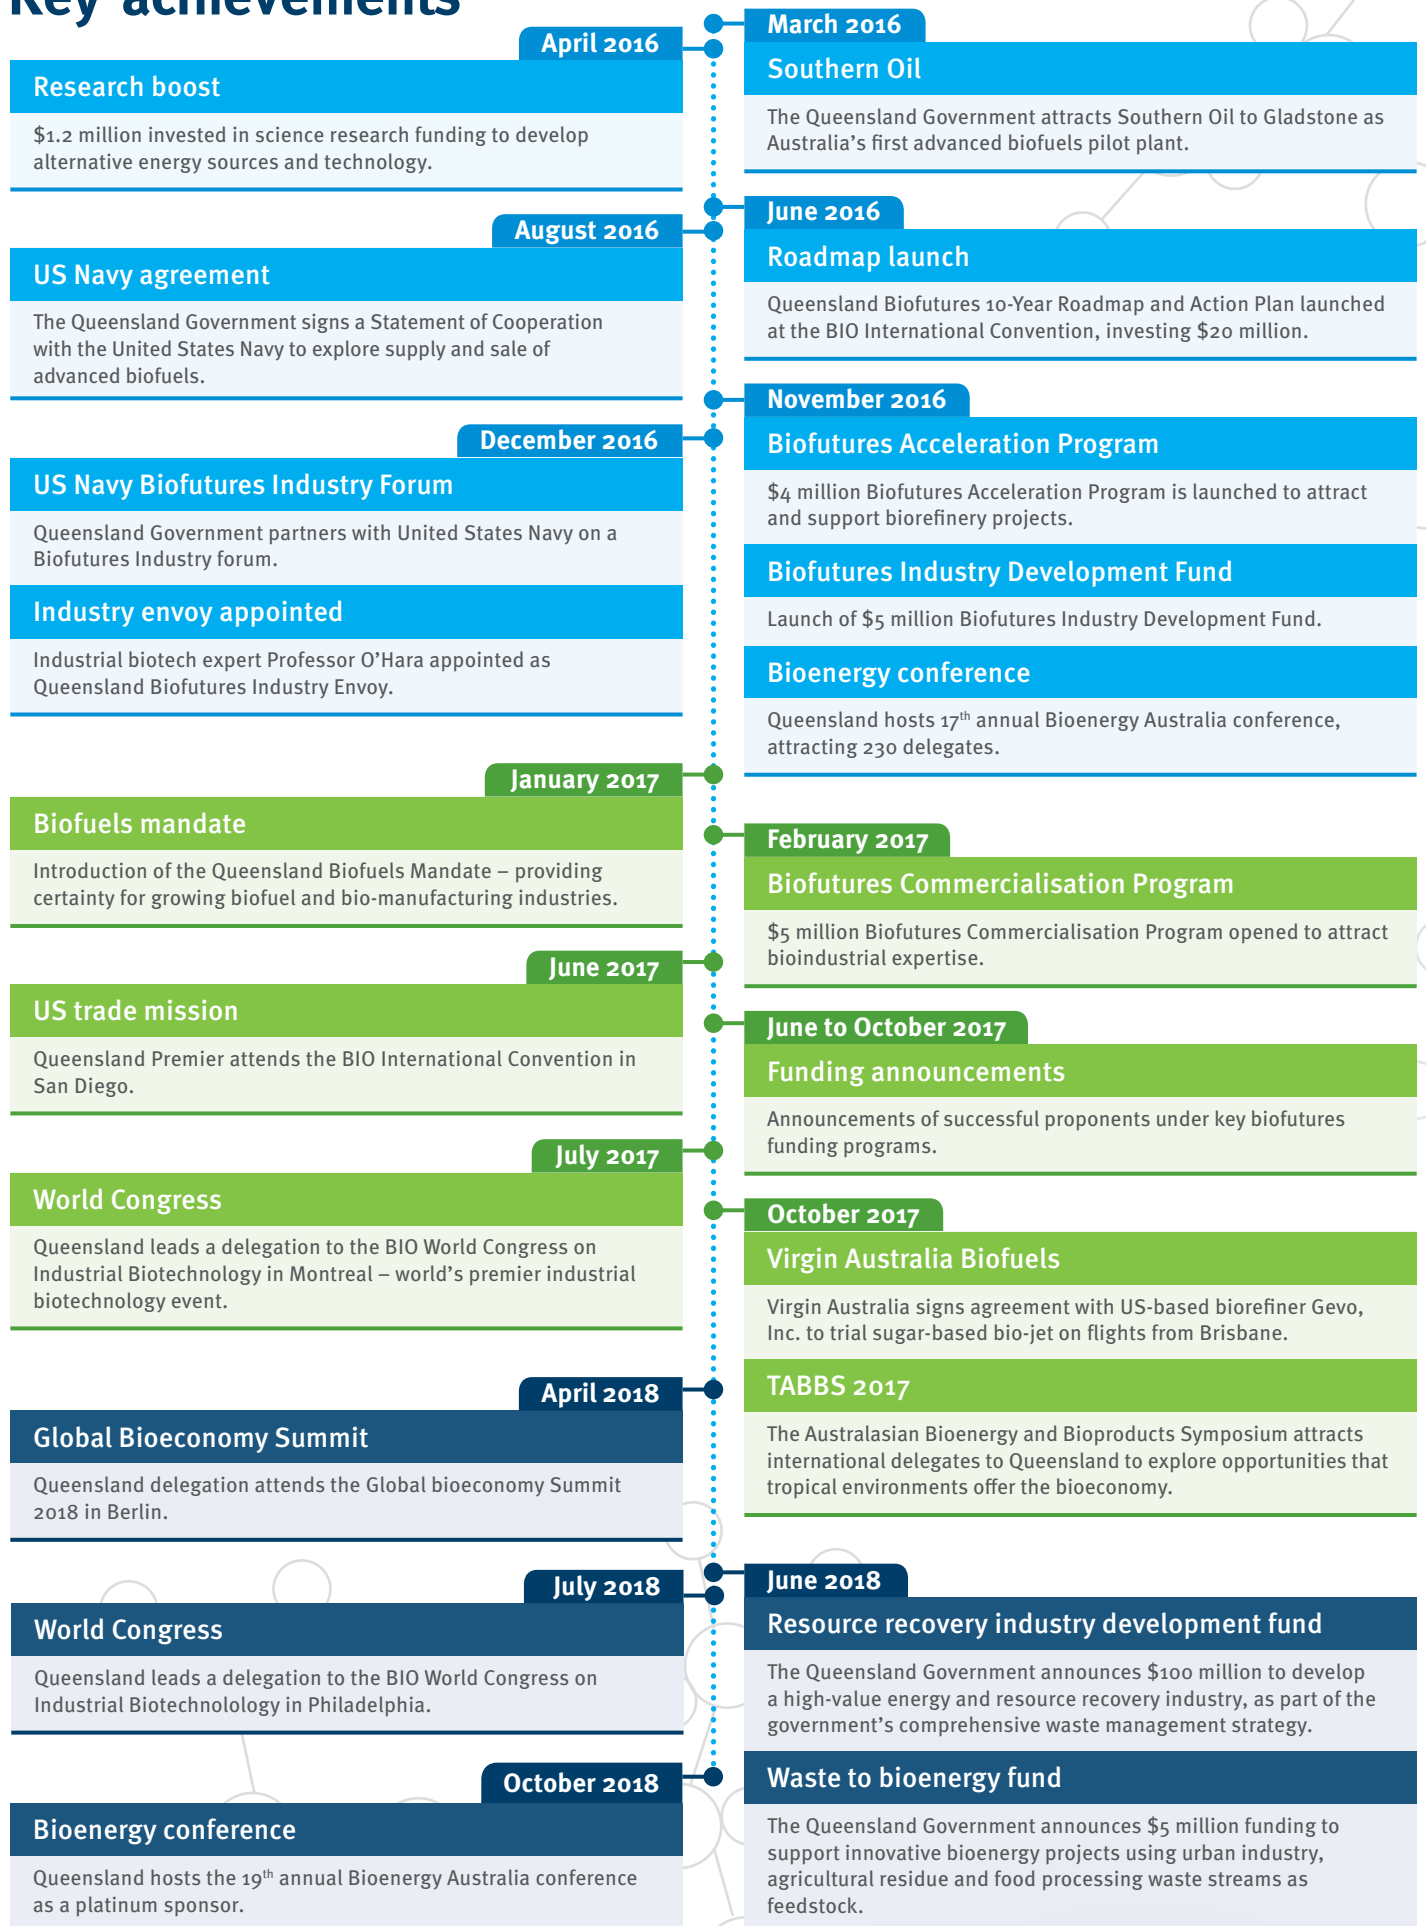 Key achievements
March 2016
Southern Oil
The Queensland Government attracts Southern Oil to Gladstone as
Australia's first advanced biofuels pilot plant.
April 2016
Research boost
$1.2 million invested in science research funding to develop
alternative energy sources and technology.
June 2016
Roadmap launch
Queensland Biofutures 10-Year Roadmap and Action Plan launched
at the BIO International Convention, investing $20 million.
August 2016
US Navy agreement
The Queensland Government signs a Statement of Cooperation
with the United States Navy to explore supply and sale of
advanced biofuels.
November 2016
Biofutures Acceleration Program
$4 million Biofutures Acceleration Program is launched to attract
and support biorefinery projects.
Biofutures Industry Development Fund
Launch of $5 million Biofutures Industry Development Fund.
Bioenergy conference
Queensland hosts 17th annual Bioenergy Australia conference,
attracting 230 delegates.
December 2016
US Navy Biofutures Industry Forum
Queensland Government partners with United States Navy on a
Biofutures Industry forum.
Industry envoy appointed
Industrial biotech expert Professor O'Hara appointed as
Queensland Biofutures Industry Envoy.
January 2017
Biofuels mandate
Introduction of the Queensland Biofuels Mandate – providing
certainty for growing biofuel and bio-manufacturing industries.
February 2017
Biofutures Commercialisation Program
$5 million Biofutures Commercialisation Program opened to attract
bioindustrial expertise.
June 2017
US trade mission
Queensland Premier attends the BIO International Convention in
San Diego.
June to October 2017
Funding announcements
Announcements of successful proponents under key biofutures
funding programs.
July 2017
World Congress
Queensland leads a delegation to the BIO World Congress on
Industrial Biotechnology in Montreal – world's premier industrial
biotechnology event.
October 2017
Virgin Australia Biofuels
Virgin Australia signs agreement with US-based biorefiner Gevo,
Inc. to trial sugar-based bio-jet on flights from Brisbane.
TABBS 2017
The Australasian Bioenergy and Bioproducts Symposium attracts
international delegates to Queensland to explore opportunities that
tropical environments offer the bioeconomy.
April 2018
Global Bioeconomy Summit
Queensland delegation attends the Global bioeconomy Summit
2018 in Berlin.
June 2018
Resource recovery industry development fund
The Queensland Government announces $100 million to develop
a high-value energy and resource recovery industry, as part of the
government's comprehensive waste management strategy.
Waste to bioenergy fund
The Queensland Government announces $5 million funding to
support innovative bioenergy projects using urban industry,
agricultural residue and food processing waste streams as
feedstock.
July 2018
World Congress
Queensland leads a delegation to the BIO World Congress on
Industrial Biotechnolology in Philadelphia.
October 2018
Bioenergy conference
Queensland hosts the 19th annual Bioenergy Australia conference
as a platinum sponsor.